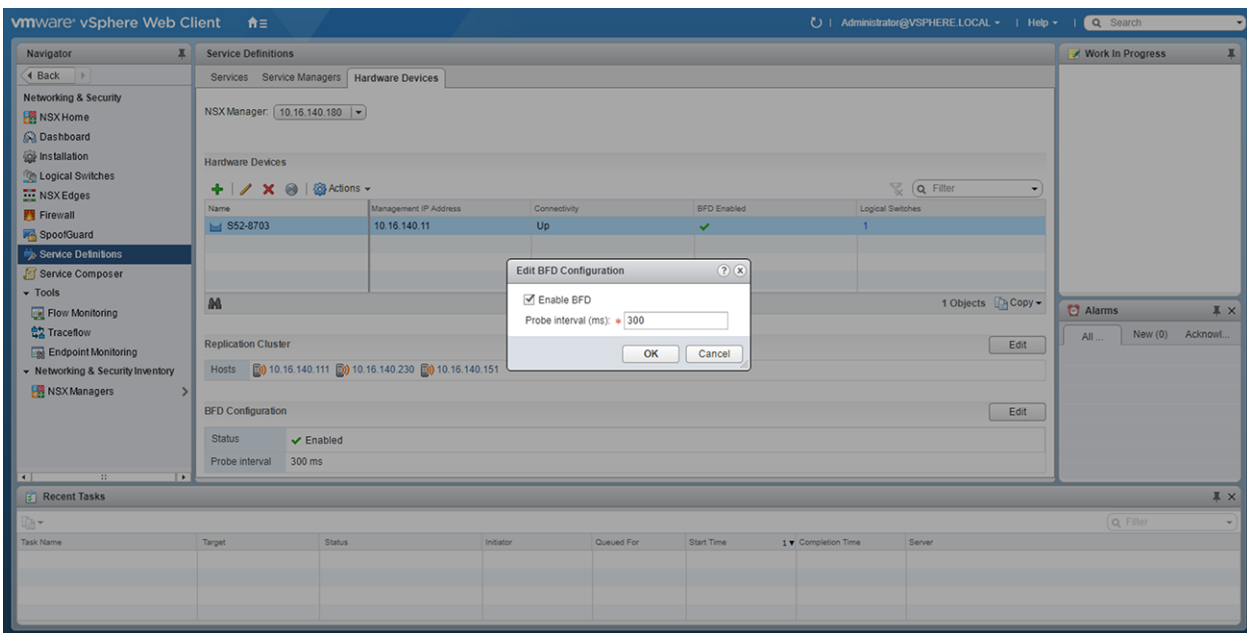 vmware® vSphere Web Client
Administrator@VSPHERE.LOCAL
Help
Search
Navigator
Back
Networking & Security
NSX Home
Dashboard
Installation
Logical Switches
NSX Edges
Firewall
SpoofGuard
Service Definitions
Service Composer
Tools
Flow Monitoring
Traceflow
Endpoint Monitoring
Networking & Security Inventory
NSX Managers
Service Definitions
Services Service Managers Hardware Devices
NSX Manager: 10.16.140.180
Hardware Devices
Actions Filter
Name Management IP Address Connectivity BFD Enabled Logical Switches
S52-8703 10.16.140.11 Up 1
1 Objects Copy
Edit BFD Configuration
Enable BFD
Probe interval (ms): * 300
OK Cancel
Replication Cluster Edit
Hosts 10.16.140.111 10.16.140.230 10.16.140.151
BFD Configuration Edit
Status Enabled
Probe interval 300 ms
Work In Progress
Alarms
All ... New (0) Acknowl...
Recent Tasks
Filter
Task Name Target Status Initiator Queued For Start Time 1 Completion Time Server